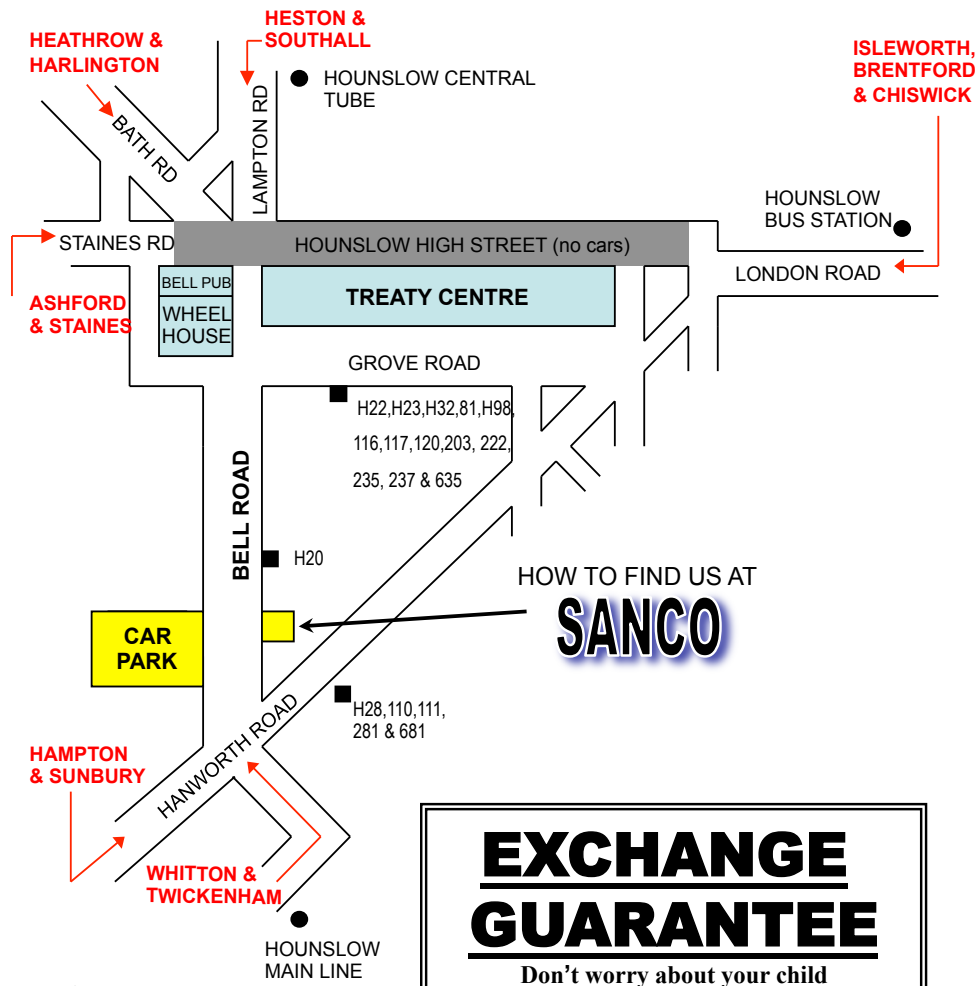 HEATHROW &
HARLINGTON
HESTON &
SOUTHALL
ISLEWORTH,
BRENTFORD
& CHISWICK
HOUNSLOW CENTRAL
TUBE
BATH RD
LAMPTON RD
HOUNSLOW
BUS STATION
STAINES RD
HOUNSLOW HIGH STREET (no cars)
LONDON ROAD
ASHFORD
& STAINES
BELL PUB
WHEEL
HOUSE
TREATY CENTRE
GROVE ROAD
H22,H23,H32,81,H98,
116,117,120,203, 222,
235, 237 & 635
BELL ROAD
H20
HOW TO FIND US AT
SANCO
CAR
PARK
H28,110,111,
281 & 681
HANWORTH ROAD
HAMPTON
& SUNBURY
WHITTON &
TWICKENHAM
HOUNSLOW
MAIN LINE
EXCHANGE
GUARANTEE
Don't worry about your child